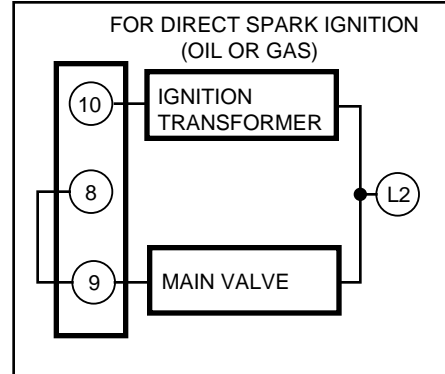 FOR DIRECT SPARK IGNITION
(OIL OR GAS)
10
IGNITION
TRANSFORMER
8
L2
9
MAIN VALVE